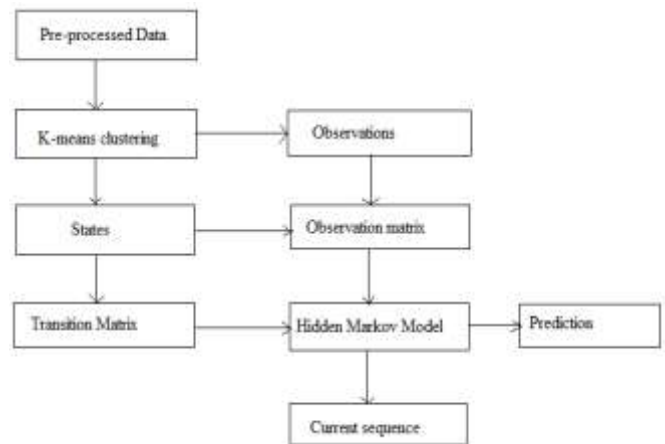 Pre-processed Data
K-means clustering
Observations
States
Observation matrix
Transition Matrix
Hidden Markov Model
Prediction
Current sequence